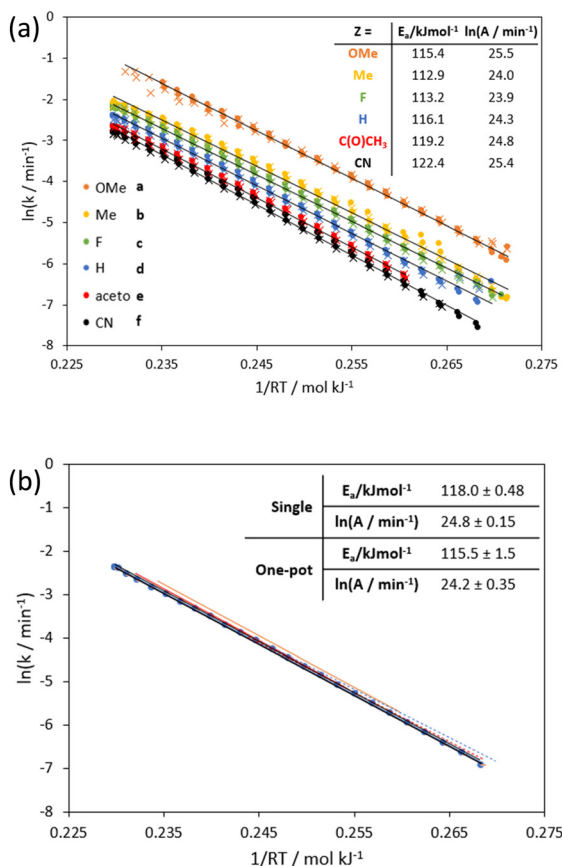 (a)
0
-1
-2
-3
-4
-5
-6
-7
-8
ln(k / min⁻¹)
Z = Eₐ/kJmol⁻¹ ln(A / min⁻¹)
OMe 115.4 25.5
Me 112.9 24.0
F 113.2 23.9
H 116.1 24.3
C(O)CH₃ 119.2 24.8
CN 122.4 25.4
OMe a
Me b
F c
H d
aceto e
CN f
0.225 0.235 0.245 0.255 0.265 0.275
1/RT / mol kJ⁻¹
(b)
0
-1
-2
-3
-4
-5
-6
-7
-8
ln(k / min⁻¹)
Single Eₐ/kJmol⁻¹ 118.0 ± 0.48
ln(A / min⁻¹) 24.8 ± 0.15
One-pot Eₐ/kJmol⁻¹ 115.5 ± 1.5
ln(A / min⁻¹) 24.2 ± 0.35
0.225 0.235 0.245 0.255 0.265 0.275
1/RT / mol kJ⁻¹